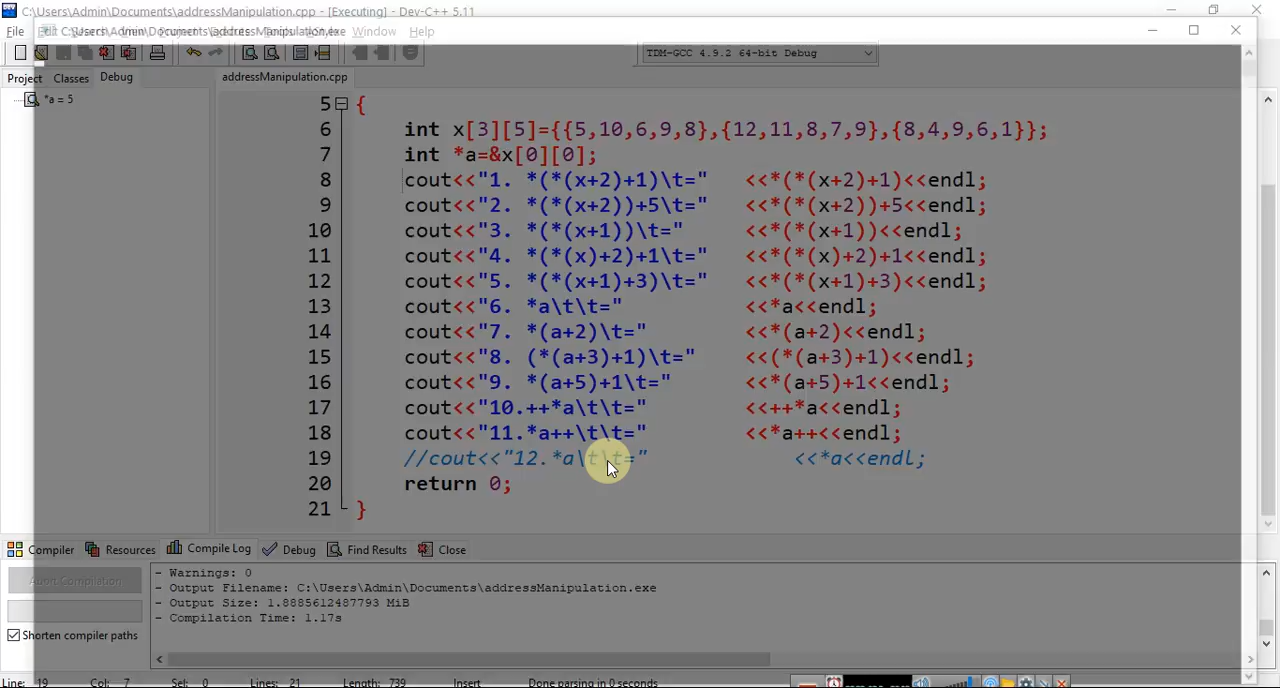 C:\Users\Admin\Documents\addressManipulation.cpp - [Executing] - Dev-C++ 5.11
File C:\Users\Admin\Documents\addressManipulation.exe Window Help
TDM-GCC 4.9.2 64-bit Debug
Project Classes Debug addressManipulation.cpp
*a = 5
5 {
6 int x[3][5]={{5,10,6,9,8},{12,11,8,7,9},{8,4,9,6,1}};
7 int *a=&x[0][0];
8 cout<<"1. *(*(x+2)+1)\t=" <<*(*(x+2)+1)<<endl;
9 cout<<"2. *(*(x+2))+5\t=" <<*(*(x+2))+5<<endl;
10 cout<<"3. *(*(x+1))\t=" <<*(*(x+1))<<endl;
11 cout<<"4. *(*(x)+2)+1\t=" <<*(*(x)+2)+1<<endl;
12 cout<<"5. *(*(x+1)+3)\t=" <<*(*(x+1)+3)<<endl;
13 cout<<"6. *a\t\t=" <<*a<<endl;
14 cout<<"7. *(a+2)\t=" <<*(a+2)<<endl;
15 cout<<"8. (*(a+3)+1)\t=" <<(*(a+3)+1)<<endl;
16 cout<<"9. *(a+5)+1\t=" <<*(a+5)+1<<endl;
17 cout<<"10.++*a\t\t=" <<++*a<<endl;
18 cout<<"11.*a++\t\t=" <<*a++<<endl;
19 //cout<<"12.*a\t\t=" <<*a<<endl;
20 return 0;
21 }
Compiler Resources Compile Log Debug Find Results Close
Abort Compilation
Shorten compiler paths
- Warnings: 0
- Output Filename: C:\Users\Admin\Documents\addressManipulation.exe
- Output Size: 1.8885612487793 MiB
- Compilation Time: 1.17s
Line: 19 Col: 7 Sel: 0 Lines: 21 Length: 739 Insert Done parsing in 0 seconds